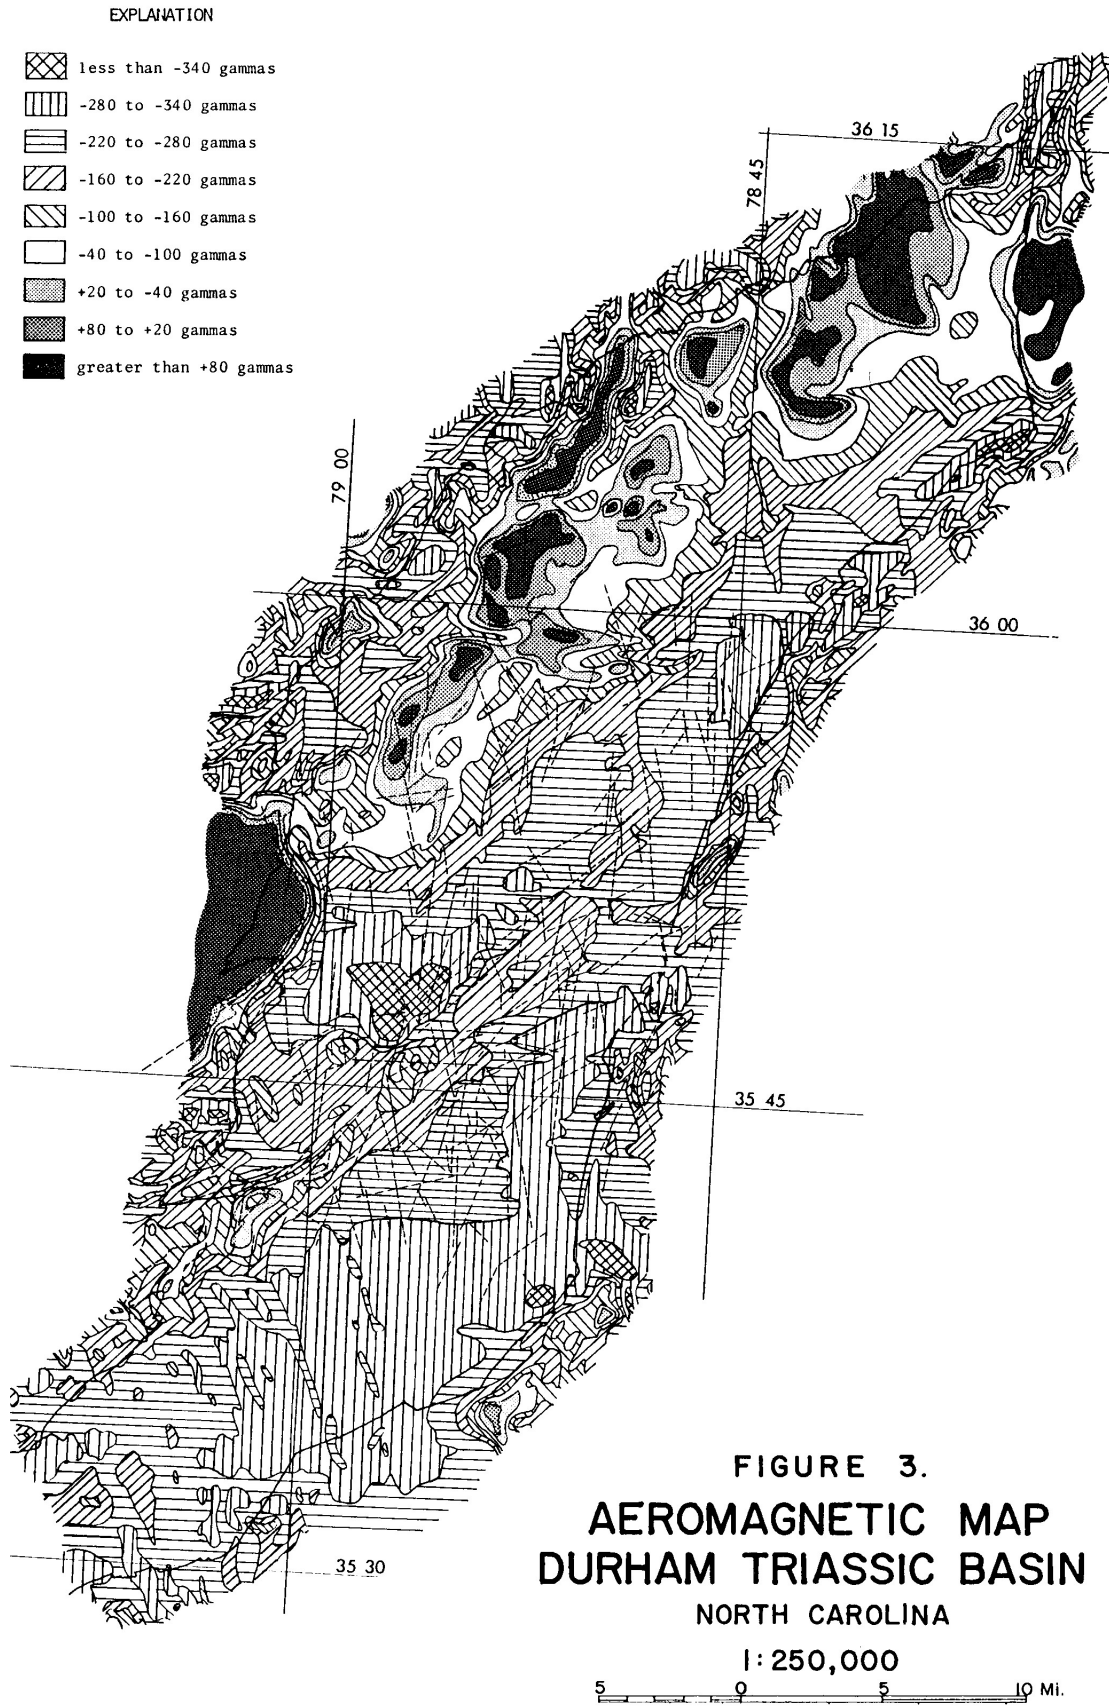 EXPLANATION
less than -340 gammas
-280 to -340 gammas
-220 to -280 gammas
-160 to -220 gammas
-100 to -160 gammas
-40 to -100 gammas
+20 to -40 gammas
+80 to +20 gammas
greater than +80 gammas
36 15
78 45
79 00
36 00
35 45
35 30
FIGURE 3.
AEROMAGNETIC MAP
DURHAM TRIASSIC BASIN
NORTH CAROLINA
1:250,000
5 0 5 10 Mi.